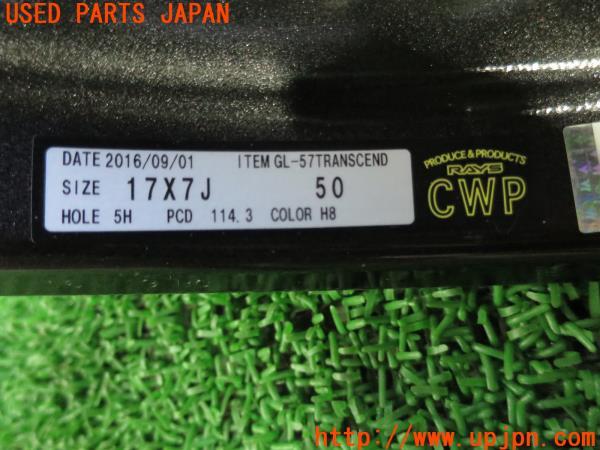 USED PARTS JAPAN
DATE 2016/09/01 ITEM GL-57TRANSCEND
SIZE 17X7J 50
HOLE 5H PCD 114.3 COLOR H8
PRODUCE & PRODUCTS
RAYS
CWP
http://www.upjpn.com/